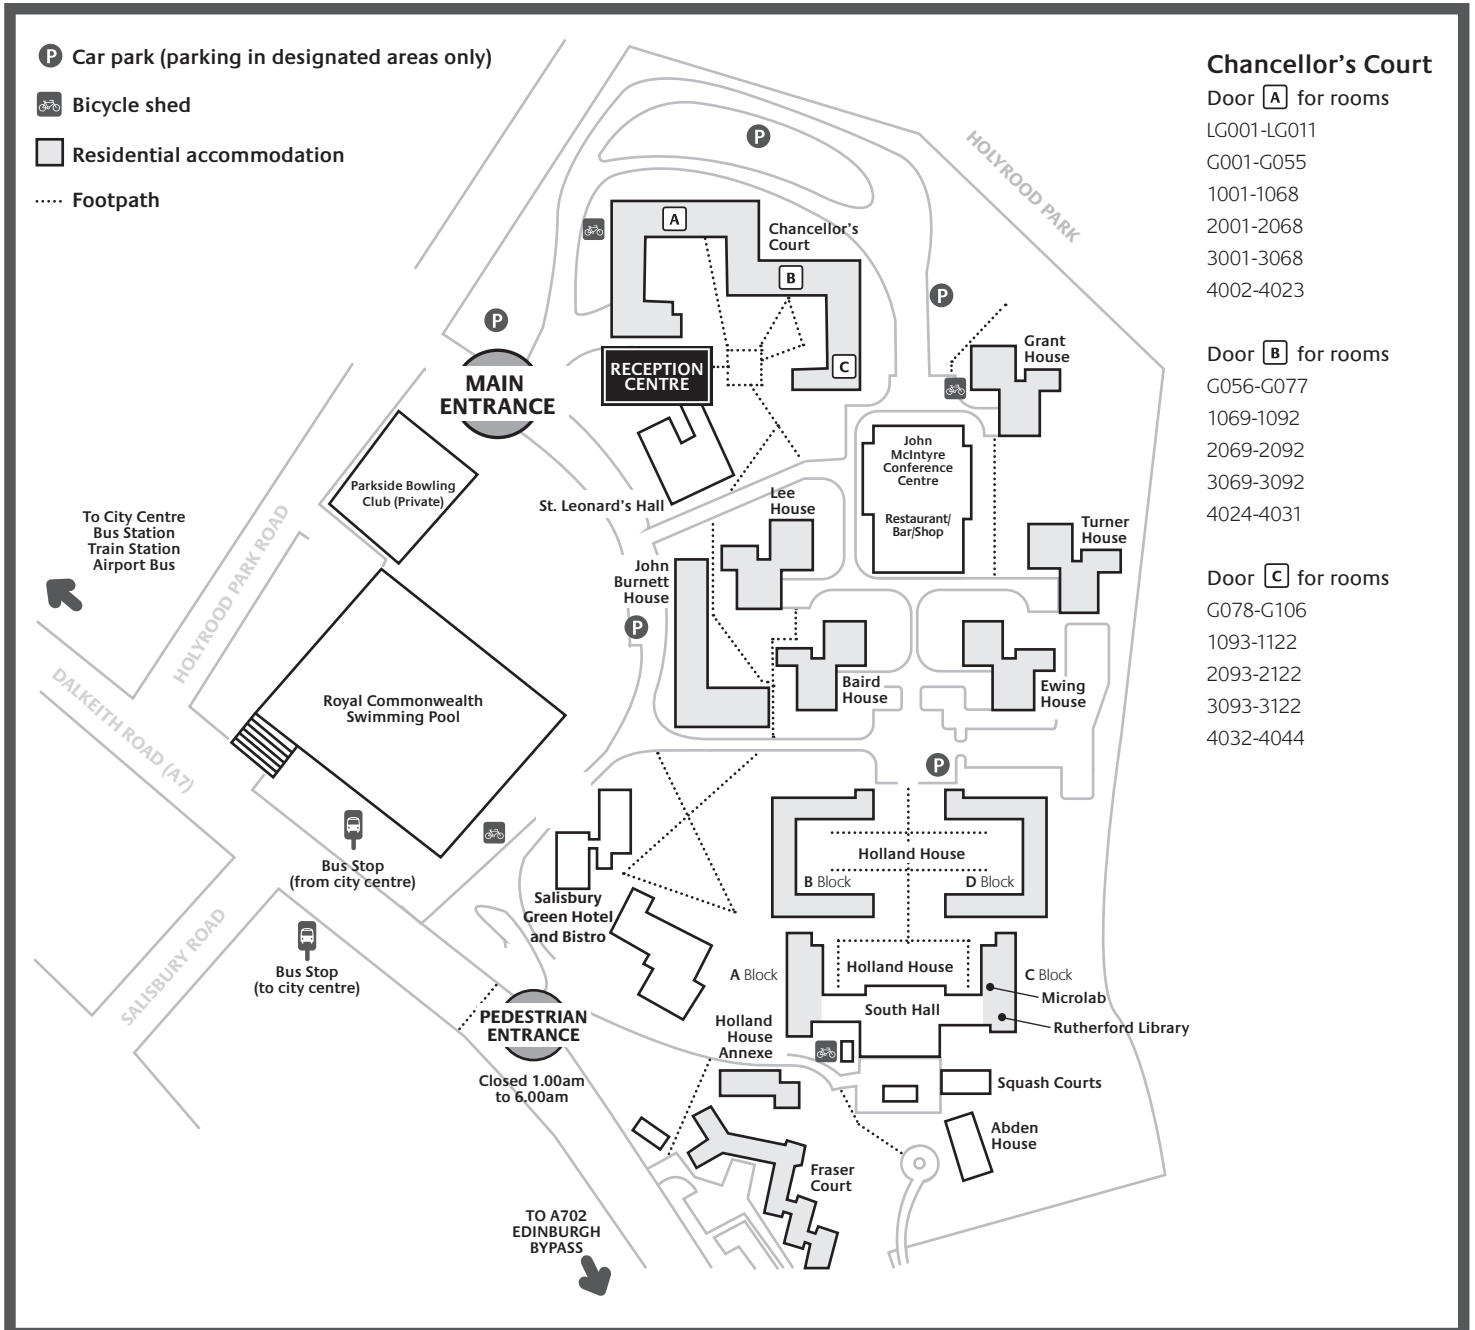 P Car park (parking in designated areas only)
Bicycle shed
Residential accommodation
Footpath
Chancellor's Court
Door A for rooms
LG001-LG011
G001-G055
1001-1068
2001-2068
3001-3068
4002-4023
Door B for rooms
G056-G077
1069-1092
2069-2092
3069-3092
4024-4031
Door C for rooms
G078-G106
1093-1122
2093-2122
3093-3122
4032-4044
P
HOLYROOD PARK
A
Chancellor's
Court
B
P
P
C
Grant
House
RECEPTION
CENTRE
MAIN
ENTRANCE
John
McIntyre
Conference
Centre
Restaurant/
Bar/Shop
Parkside Bowling
Club (Private)
St. Leonard's Hall
Lee
House
Turner
House
To City Centre
Bus Station
Train Station
Airport Bus
HOLYROOD PARK ROAD
John
Burnett
House
P
Baird
House
Ewing
House
DALKEITH ROAD (A7)
Royal Commonwealth
Swimming Pool
P
Bus Stop
(from city centre)
Holland House
B Block
D Block
Salisbury
Green Hotel
and Bistro
SALISBURY ROAD
Bus Stop
(to city centre)
A Block
Holland House
C Block
Microlab
South Hall
Rutherford Library
PEDESTRIAN
ENTRANCE
Closed 1.00am
to 6.00am
Holland
House
Annexe
Squash Courts
Abden
House
Fraser
Court
TO A702
EDINBURGH
BYPASS